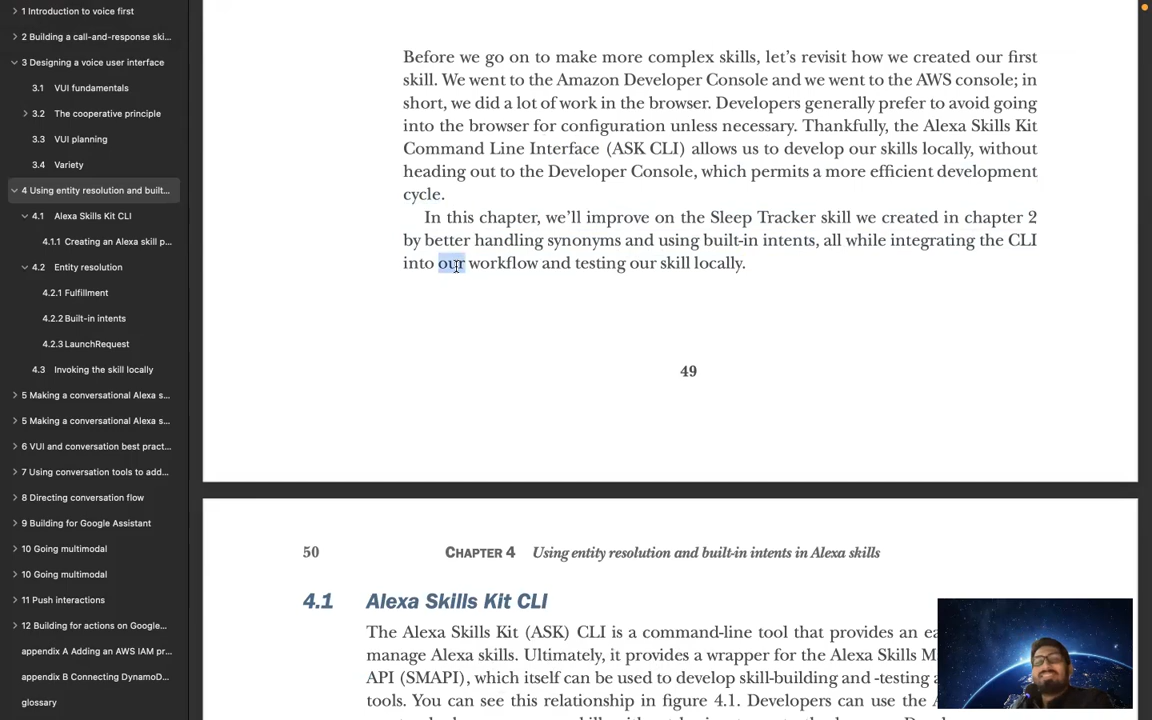 1 Introduction to voice first
2 Building a call-and-response ski...
3 Designing a voice user interface
3.1 VUI fundamentals
3.2 The cooperative principle
3.3 VUI planning
3.4 Variety
4 Using entity resolution and built...
4.1 Alexa Skills Kit CLI
4.1.1 Creating an Alexa skill p...
4.2 Entity resolution
4.2.1 Fulfillment
4.2.2 Built-in intents
4.2.3 LaunchRequest
4.3 Invoking the skill locally
5 Making a conversational Alexa s...
5 Making a conversational Alexa s...
6 VUI and conversation best pract...
7 Using conversation tools to add...
8 Directing conversation flow
9 Building for Google Assistant
10 Going multimodal
10 Going multimodal
11 Push interactions
12 Building for actions on Google...
appendix A Adding an AWS IAM pr...
appendix B Connecting DynamoD...
glossary
Before we go on to make more complex skills, let's revisit how we created our first
skill. We went to the Amazon Developer Console and we went to the AWS console; in
short, we did a lot of work in the browser. Developers generally prefer to avoid going
into the browser for configuration unless necessary. Thankfully, the Alexa Skills Kit
Command Line Interface (ASK CLI) allows us to develop our skills locally, without
heading out to the Developer Console, which permits a more efficient development
cycle.
In this chapter, we'll improve on the Sleep Tracker skill we created in chapter 2
by better handling synonyms and using built-in intents, all while integrating the CLI
into our workflow and testing our skill locally.
49
50 CHAPTER 4 Using entity resolution and built-in intents in Alexa skills
4.1 Alexa Skills Kit CLI
The Alexa Skills Kit (ASK) CLI is a command-line tool that provides an
manage Alexa skills. Ultimately, it provides a wrapper for the Alexa Skills
API (SMAPI), which itself can be used to develop skill-building and -testing
tools. You can see this relationship in figure 4.1. Developers can use the